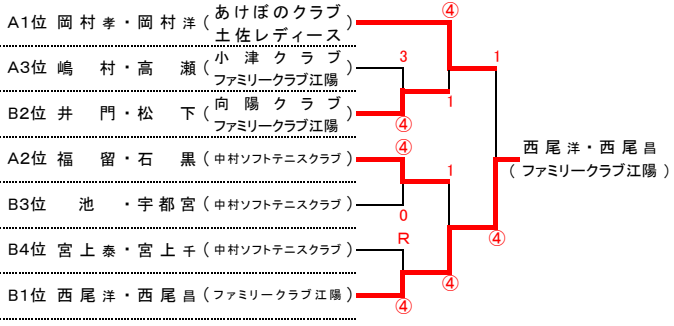 A1位 岡村孝・岡村洋 (あけぼのクラブ 土佐レディース)
④
A3位 嶋村・高瀬 (小津クラブ ファミリークラブ江陽)
3
1
1
B2位 井門・松下 (向陽クラブ ファミリークラブ江陽)
④
西尾洋・西尾昌
(ファミリークラブ江陽)
A2位 福留・石黒 (中村ソフトテニスクラブ)
④
1
B3位 池・宇都宮 (中村ソフトテニスクラブ)
0
B4位 宮上泰・宮上千 (中村ソフトテニスクラブ)
R
④
④
B1位 西尾洋・西尾昌 (ファミリークラブ江陽)
④